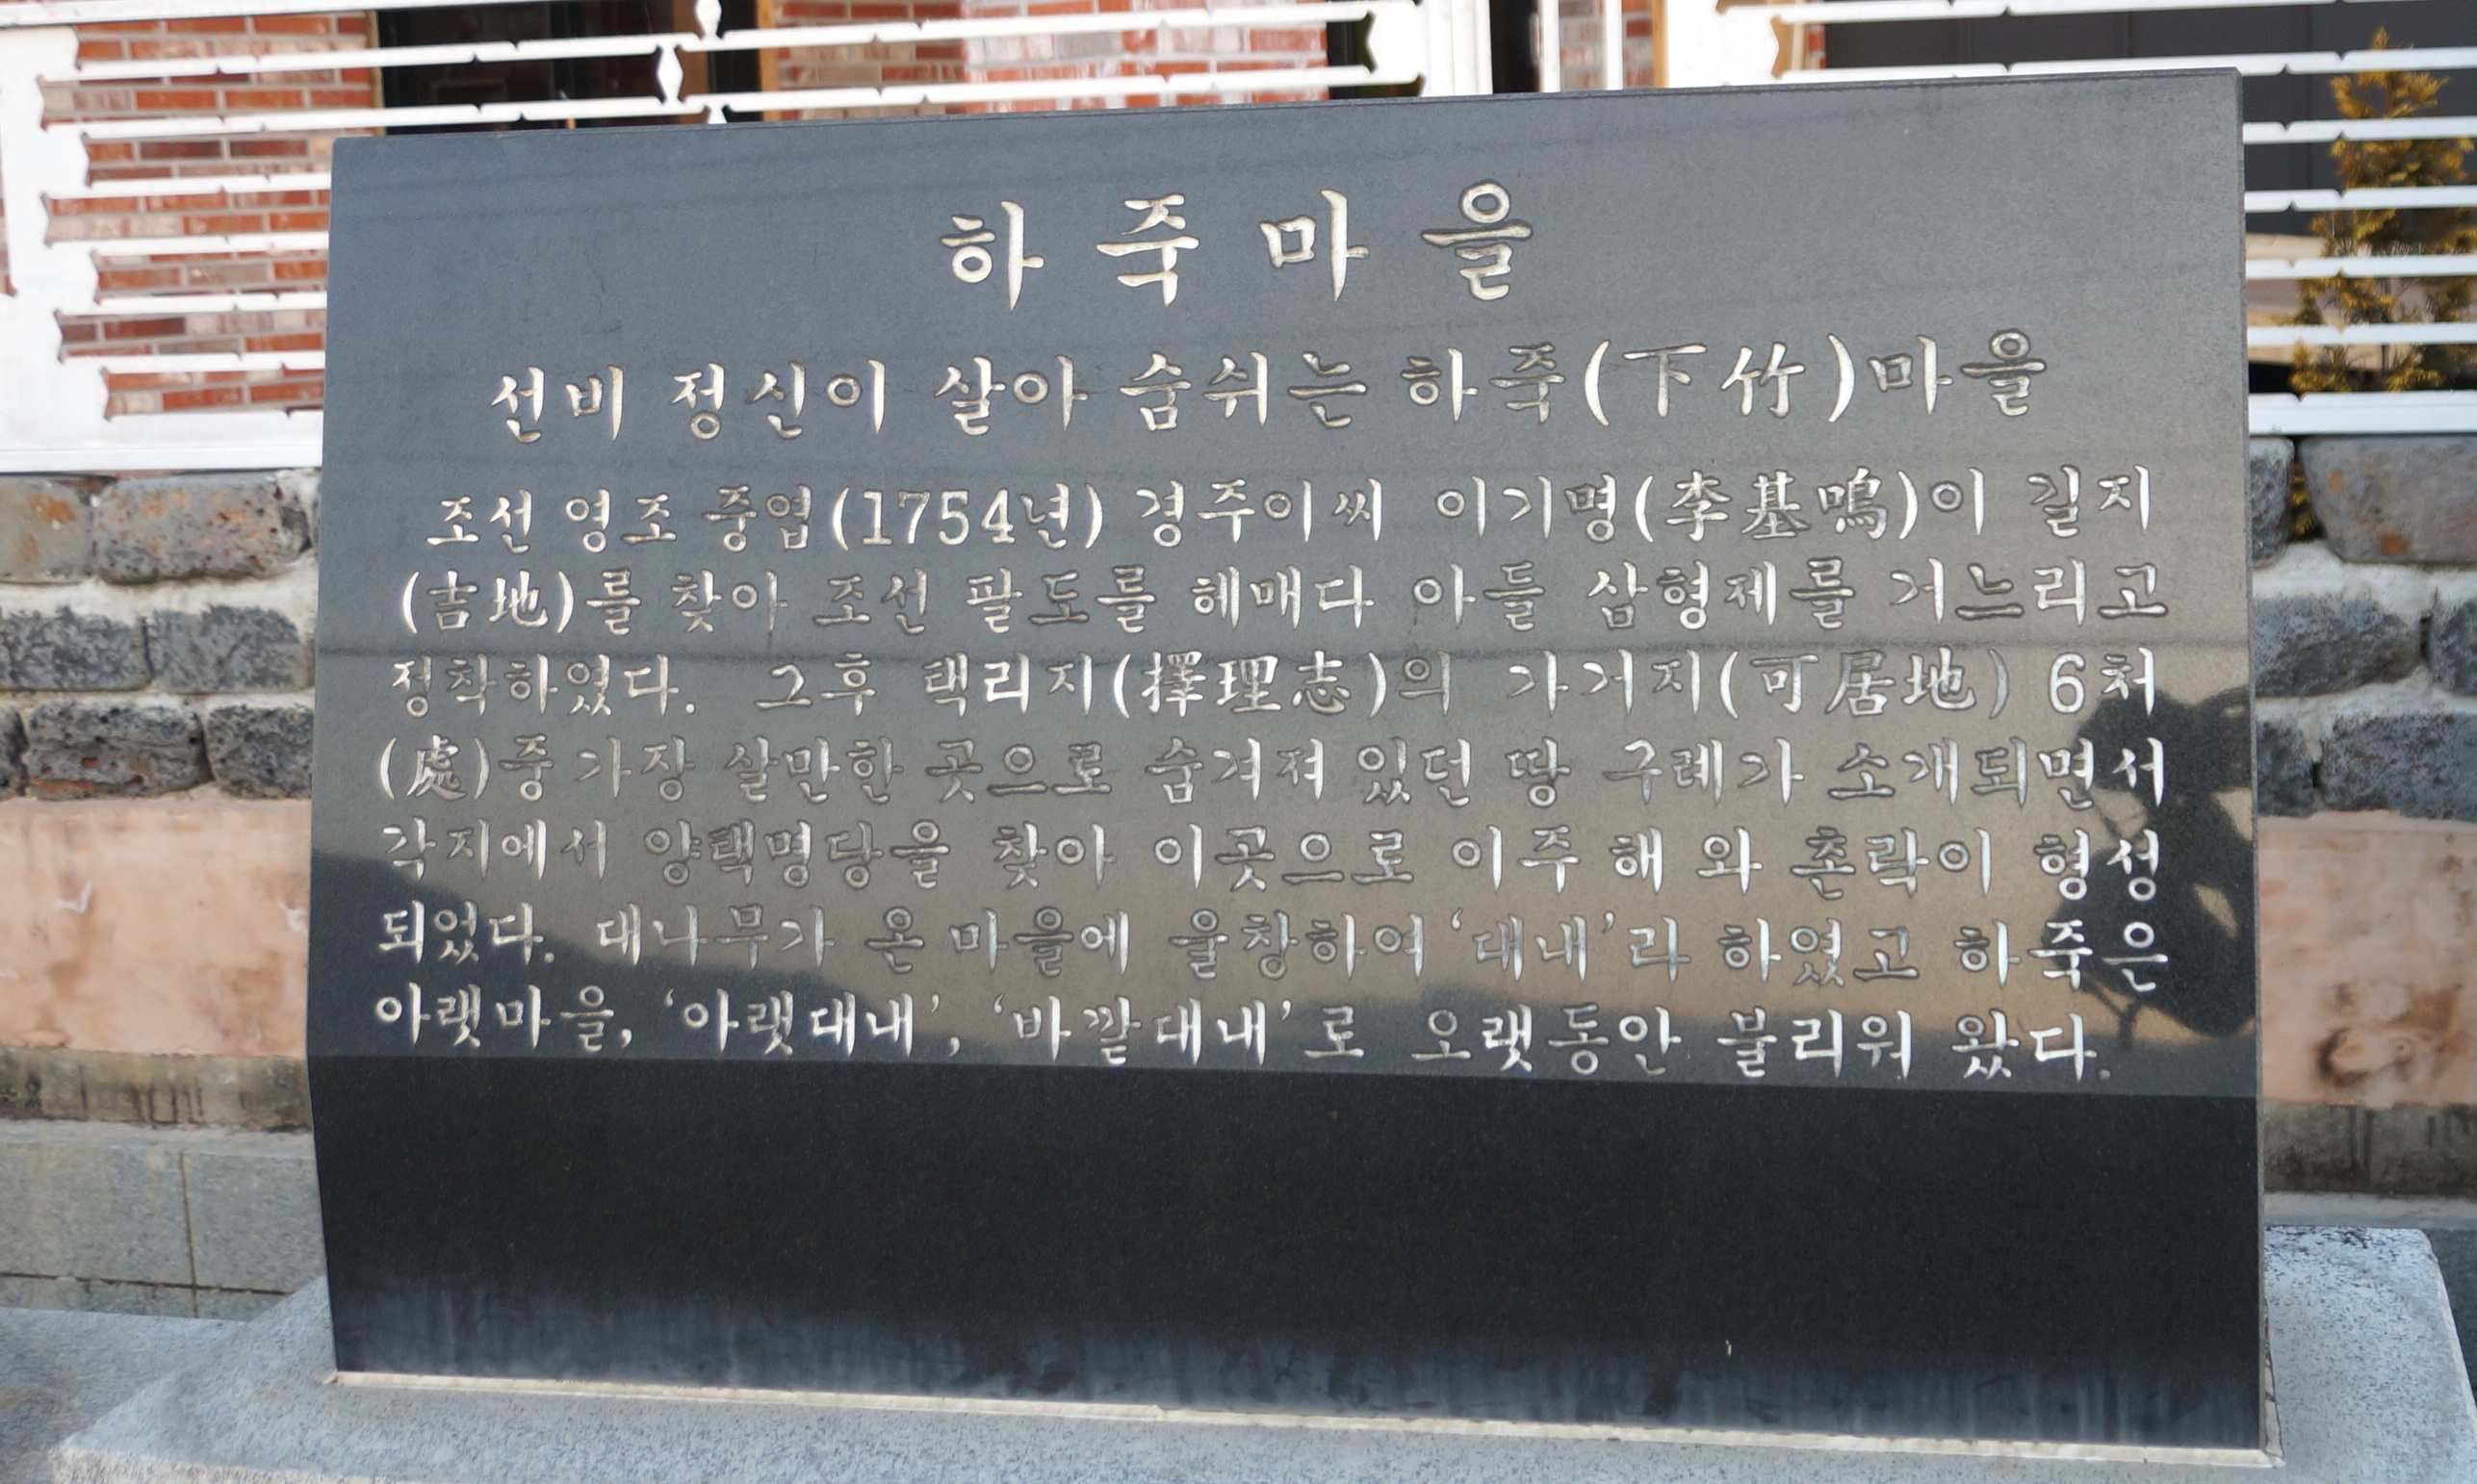 하죽마을
선비 정신이 살아 숨쉬는 하죽(下竹)마을
조선 영조 중엽(1754년) 경주이씨 이기명(李基鳴)이 길지
(吉地)를 찾아 조선 팔도를 헤매다 아들 삼형제를 거느리고
정착하였다. 그후 택리지(擇理志)의 가거지(可居地) 6처
(處)중 가장 살만한 곳으로 숨겨져 있던 땅 구례가 소개되면서
각지에서 양택명당을 찾아 이곳으로 이주 해 와 촌락이 형성
되었다. 대나무가 온 마을에 울창하여 ‘대내’라 하였고 하죽은
아랫마을, ‘아랫대내’, ‘바깥대내’로 오랫동안 불리워 왔다.